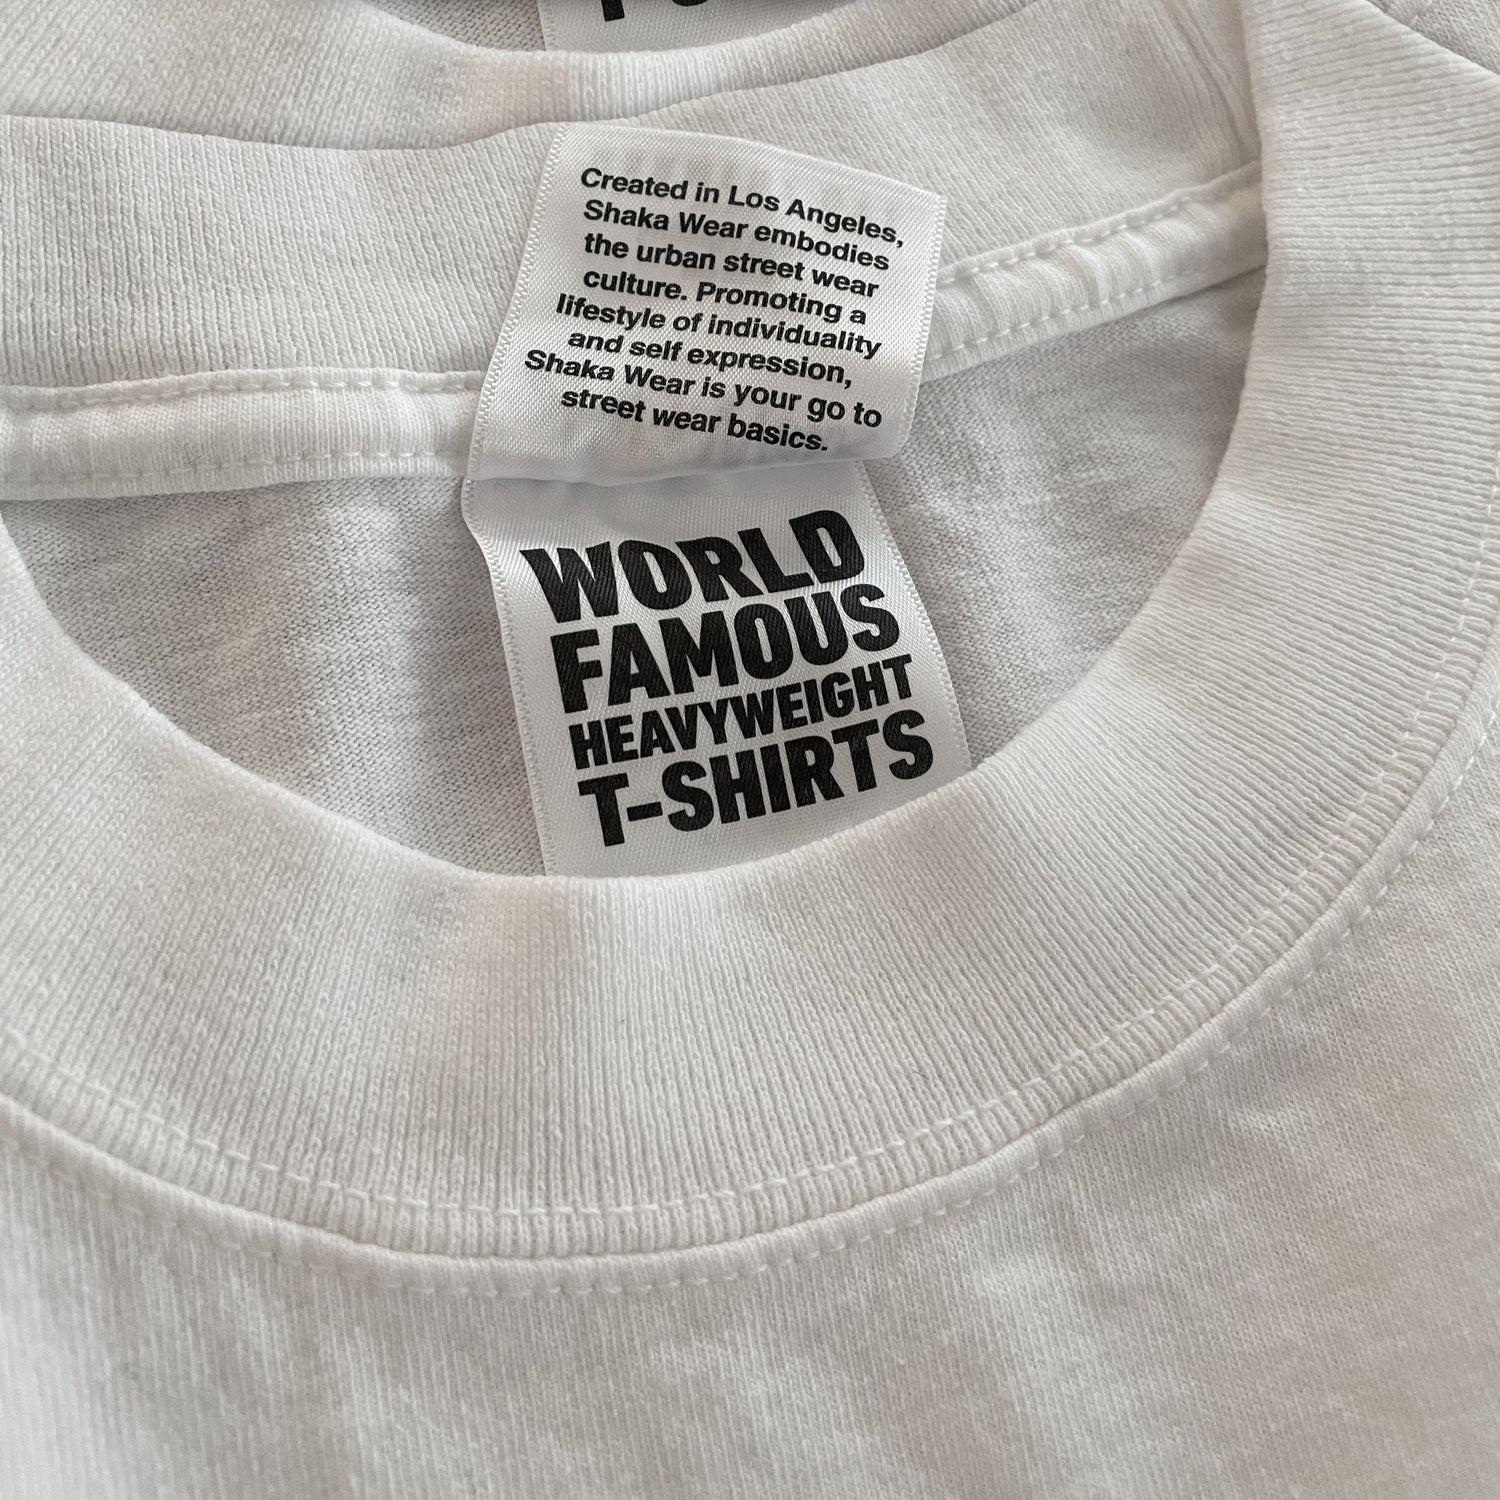 Created in Los Angeles,
Shaka Wear embodies
the urban street wear
culture. Promoting a
lifestyle of individuality
and self expression,
Shaka Wear is your go to
street wear basics.
WORLD
FAMOUS
HEAVYWEIGHT
T-SHIRTS